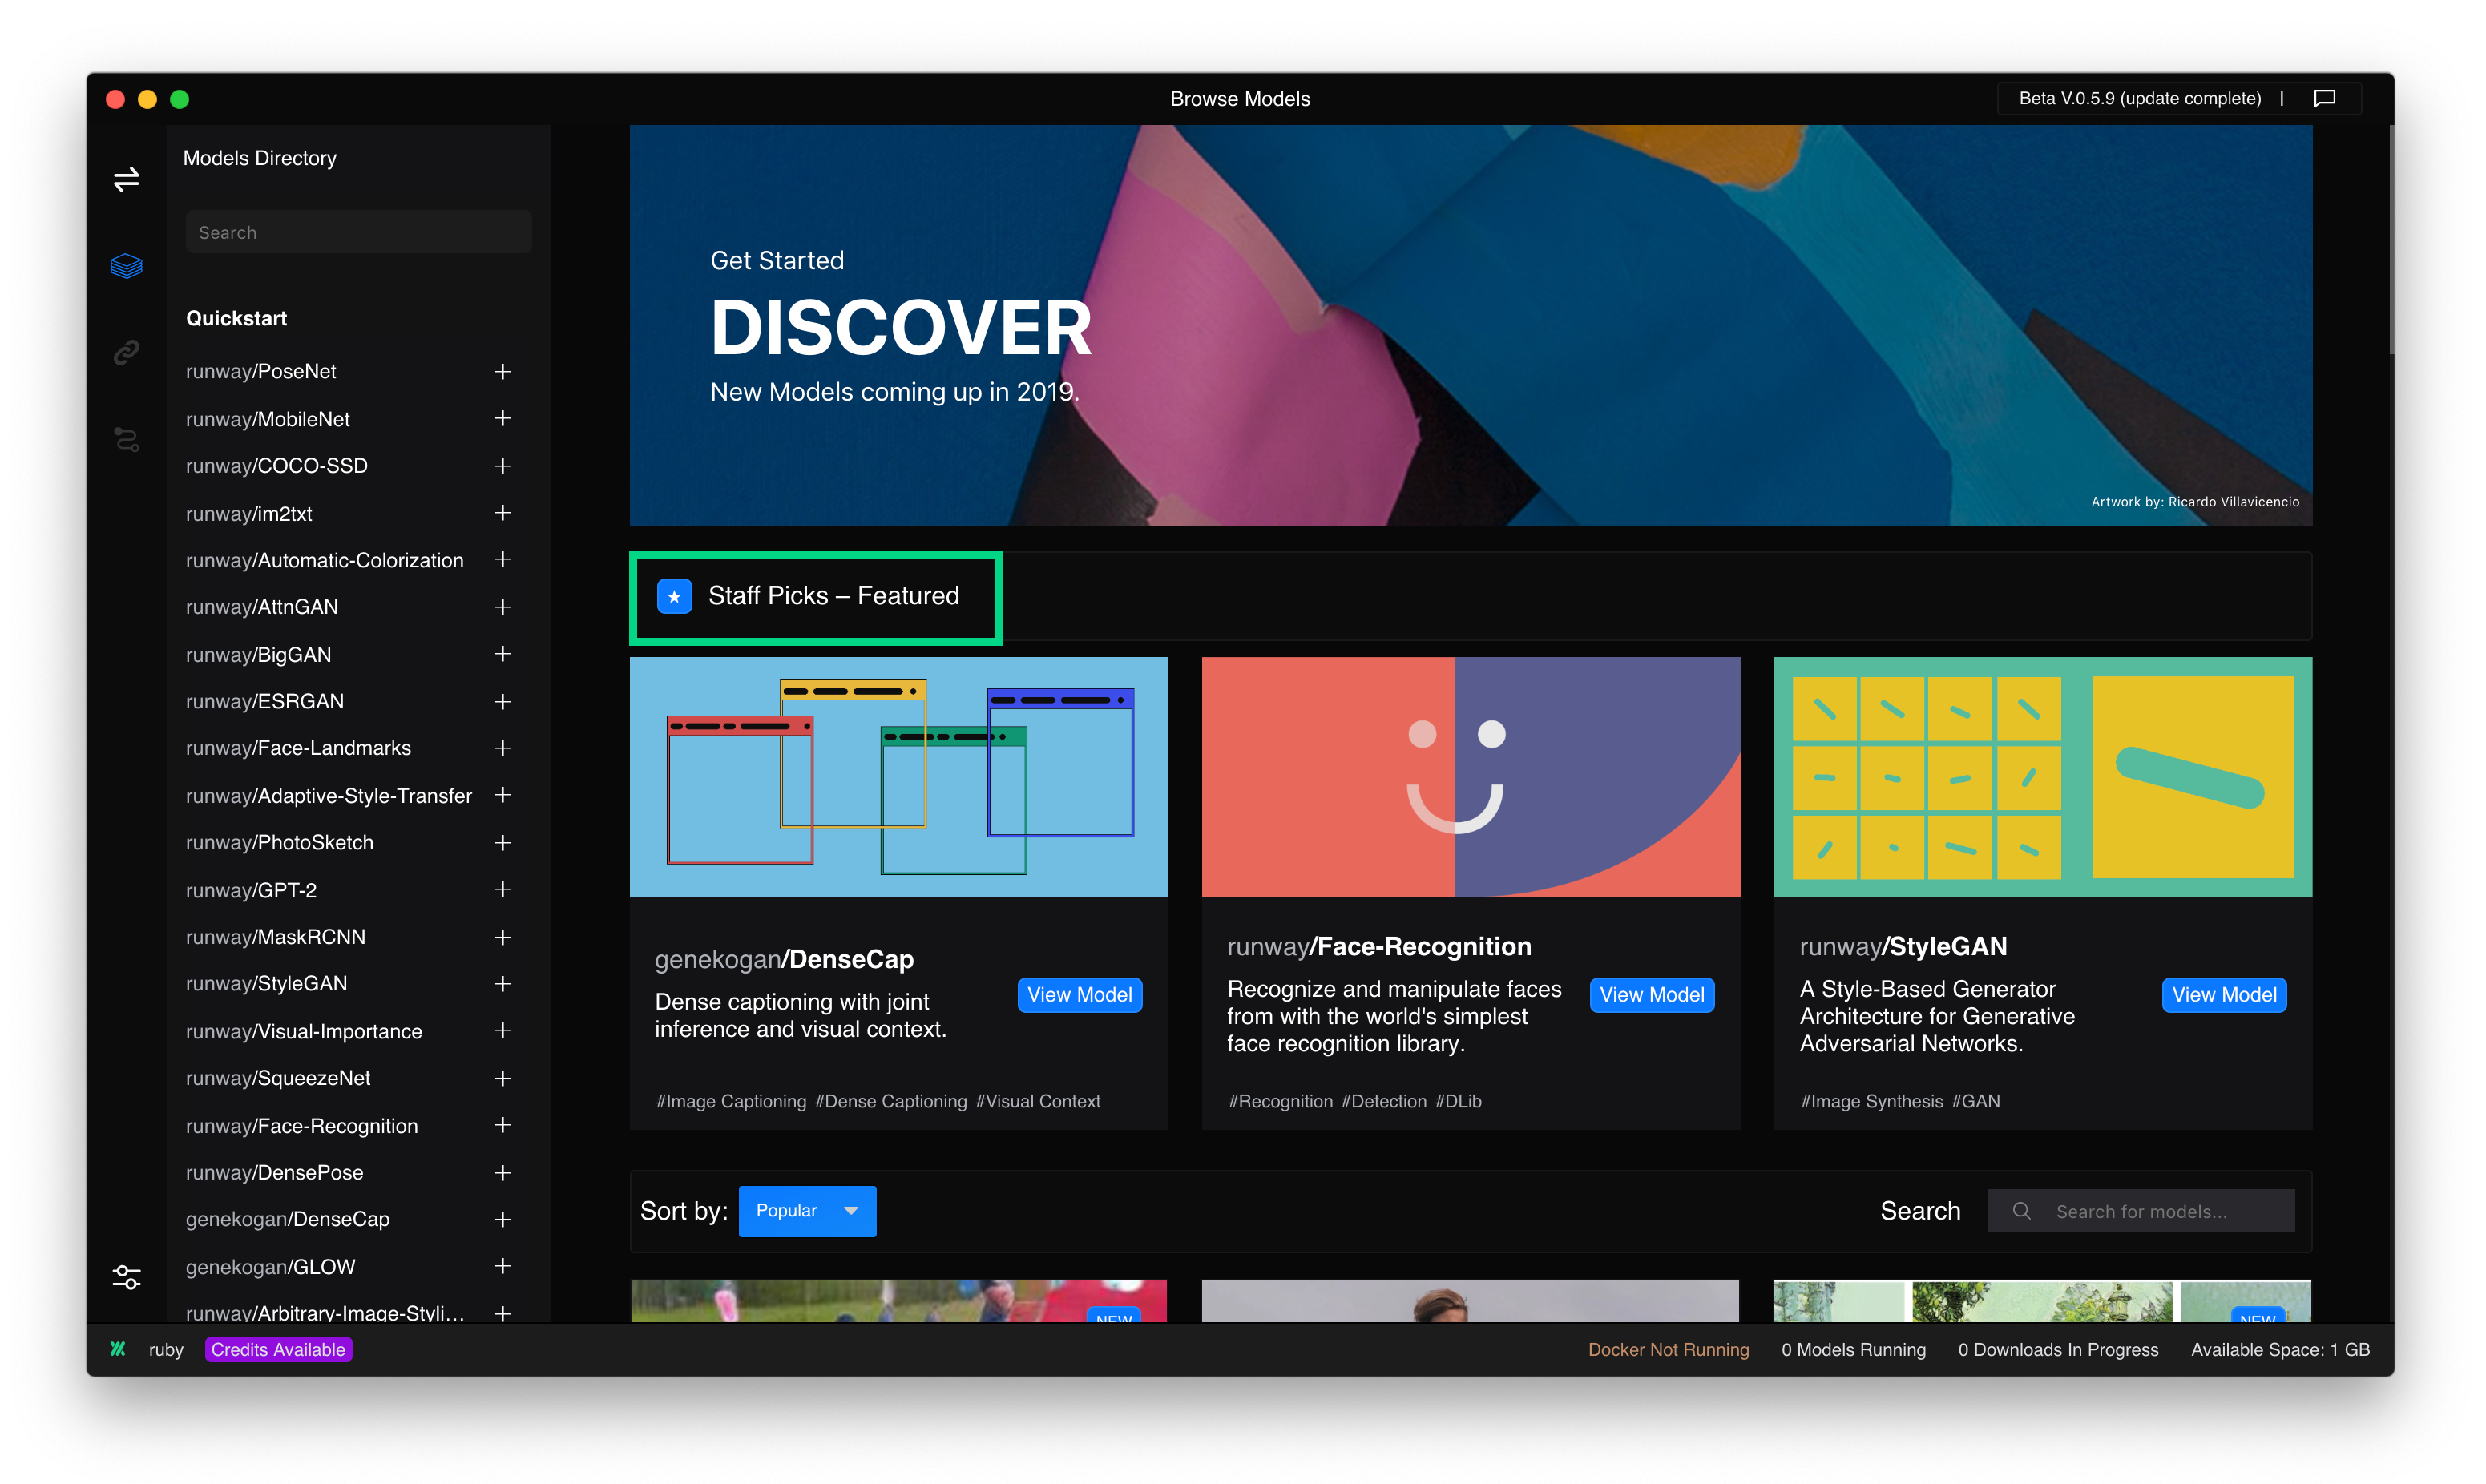 Browse Models
Beta V.0.5.9 (update complete) |
Models Directory
Search
Quickstart
runway/PoseNet
runway/MobileNet
runway/COCO-SSD
runway/im2txt
runway/Automatic-Colorization
runway/AttnGAN
runway/BigGAN
runway/ESRGAN
runway/Face-Landmarks
runway/Adaptive-Style-Transfer
runway/PhotoSketch
runway/GPT-2
runway/MaskRCNN
runway/StyleGAN
runway/Visual-Importance
runway/SqueezeNet
runway/Face-Recognition
runway/DensePose
genekogan/DenseCap
genekogan/GLOW
runway/Arbitrary-Image-Styli...
Get Started
DISCOVER
New Models coming up in 2019.
Artwork by: Ricardo Villavicencio
Staff Picks – Featured
genekogan/DenseCap
Dense captioning with joint
inference and visual context.
View Model
#Image Captioning #Dense Captioning #Visual Context
runway/Face-Recognition
Recognize and manipulate faces
from with the world's simplest
face recognition library.
View Model
#Recognition #Detection #DLib
runway/StyleGAN
A Style-Based Generator
Architecture for Generative
Adversarial Networks.
View Model
#Image Synthesis #GAN
Sort by: Popular
Search
Search for models...
NEW
NEW
ruby
Credits Available
Docker Not Running
0 Models Running
0 Downloads In Progress
Available Space: 1 GB